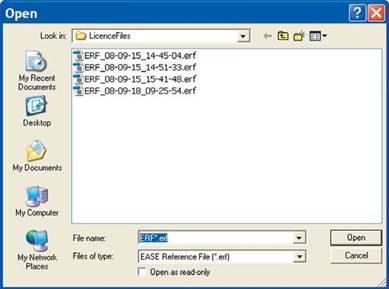 Open
Look in: LicenceFiles
ERF_08-09-15_14-45-04.erf
ERF_08-09-15_14-51-33.erf
ERF_08-09-15_15-41-48.erf
ERF_08-09-18_09-25-54.erf
My Recent Documents
Desktop
My Documents
My Computer
My Network Places
File name: ERF*.erf Open
Files of type: EASE Reference File (*.erf) Cancel
Open as read-only